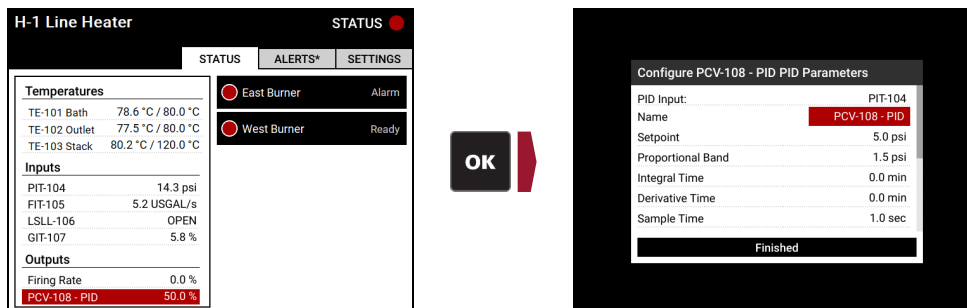 H-1 Line Heater STATUS
STATUS ALERTS* SETTINGS
Temperatures
TE-101 Bath 78.6 °C / 80.0 °C
TE-102 Outlet 77.5 °C / 80.0 °C
TE-103 Stack 80.2 °C / 120.0 °C
Inputs
PIT-104 14.3 psi
FIT-105 5.2 USGAL/s
LSLL-106 OPEN
GIT-107 5.8 %
Outputs
Firing Rate 0.0 %
PCV-108 - PID 50.0 %
East Burner Alarm
West Burner Ready
OK
Configure PCV-108 - PID PID Parameters
PID Input: PIT-104
Name PCV-108 - PID
Setpoint 5.0 psi
Proportional Band 1.5 psi
Integral Time 0.0 min
Derivative Time 0.0 min
Sample Time 1.0 sec
Finished